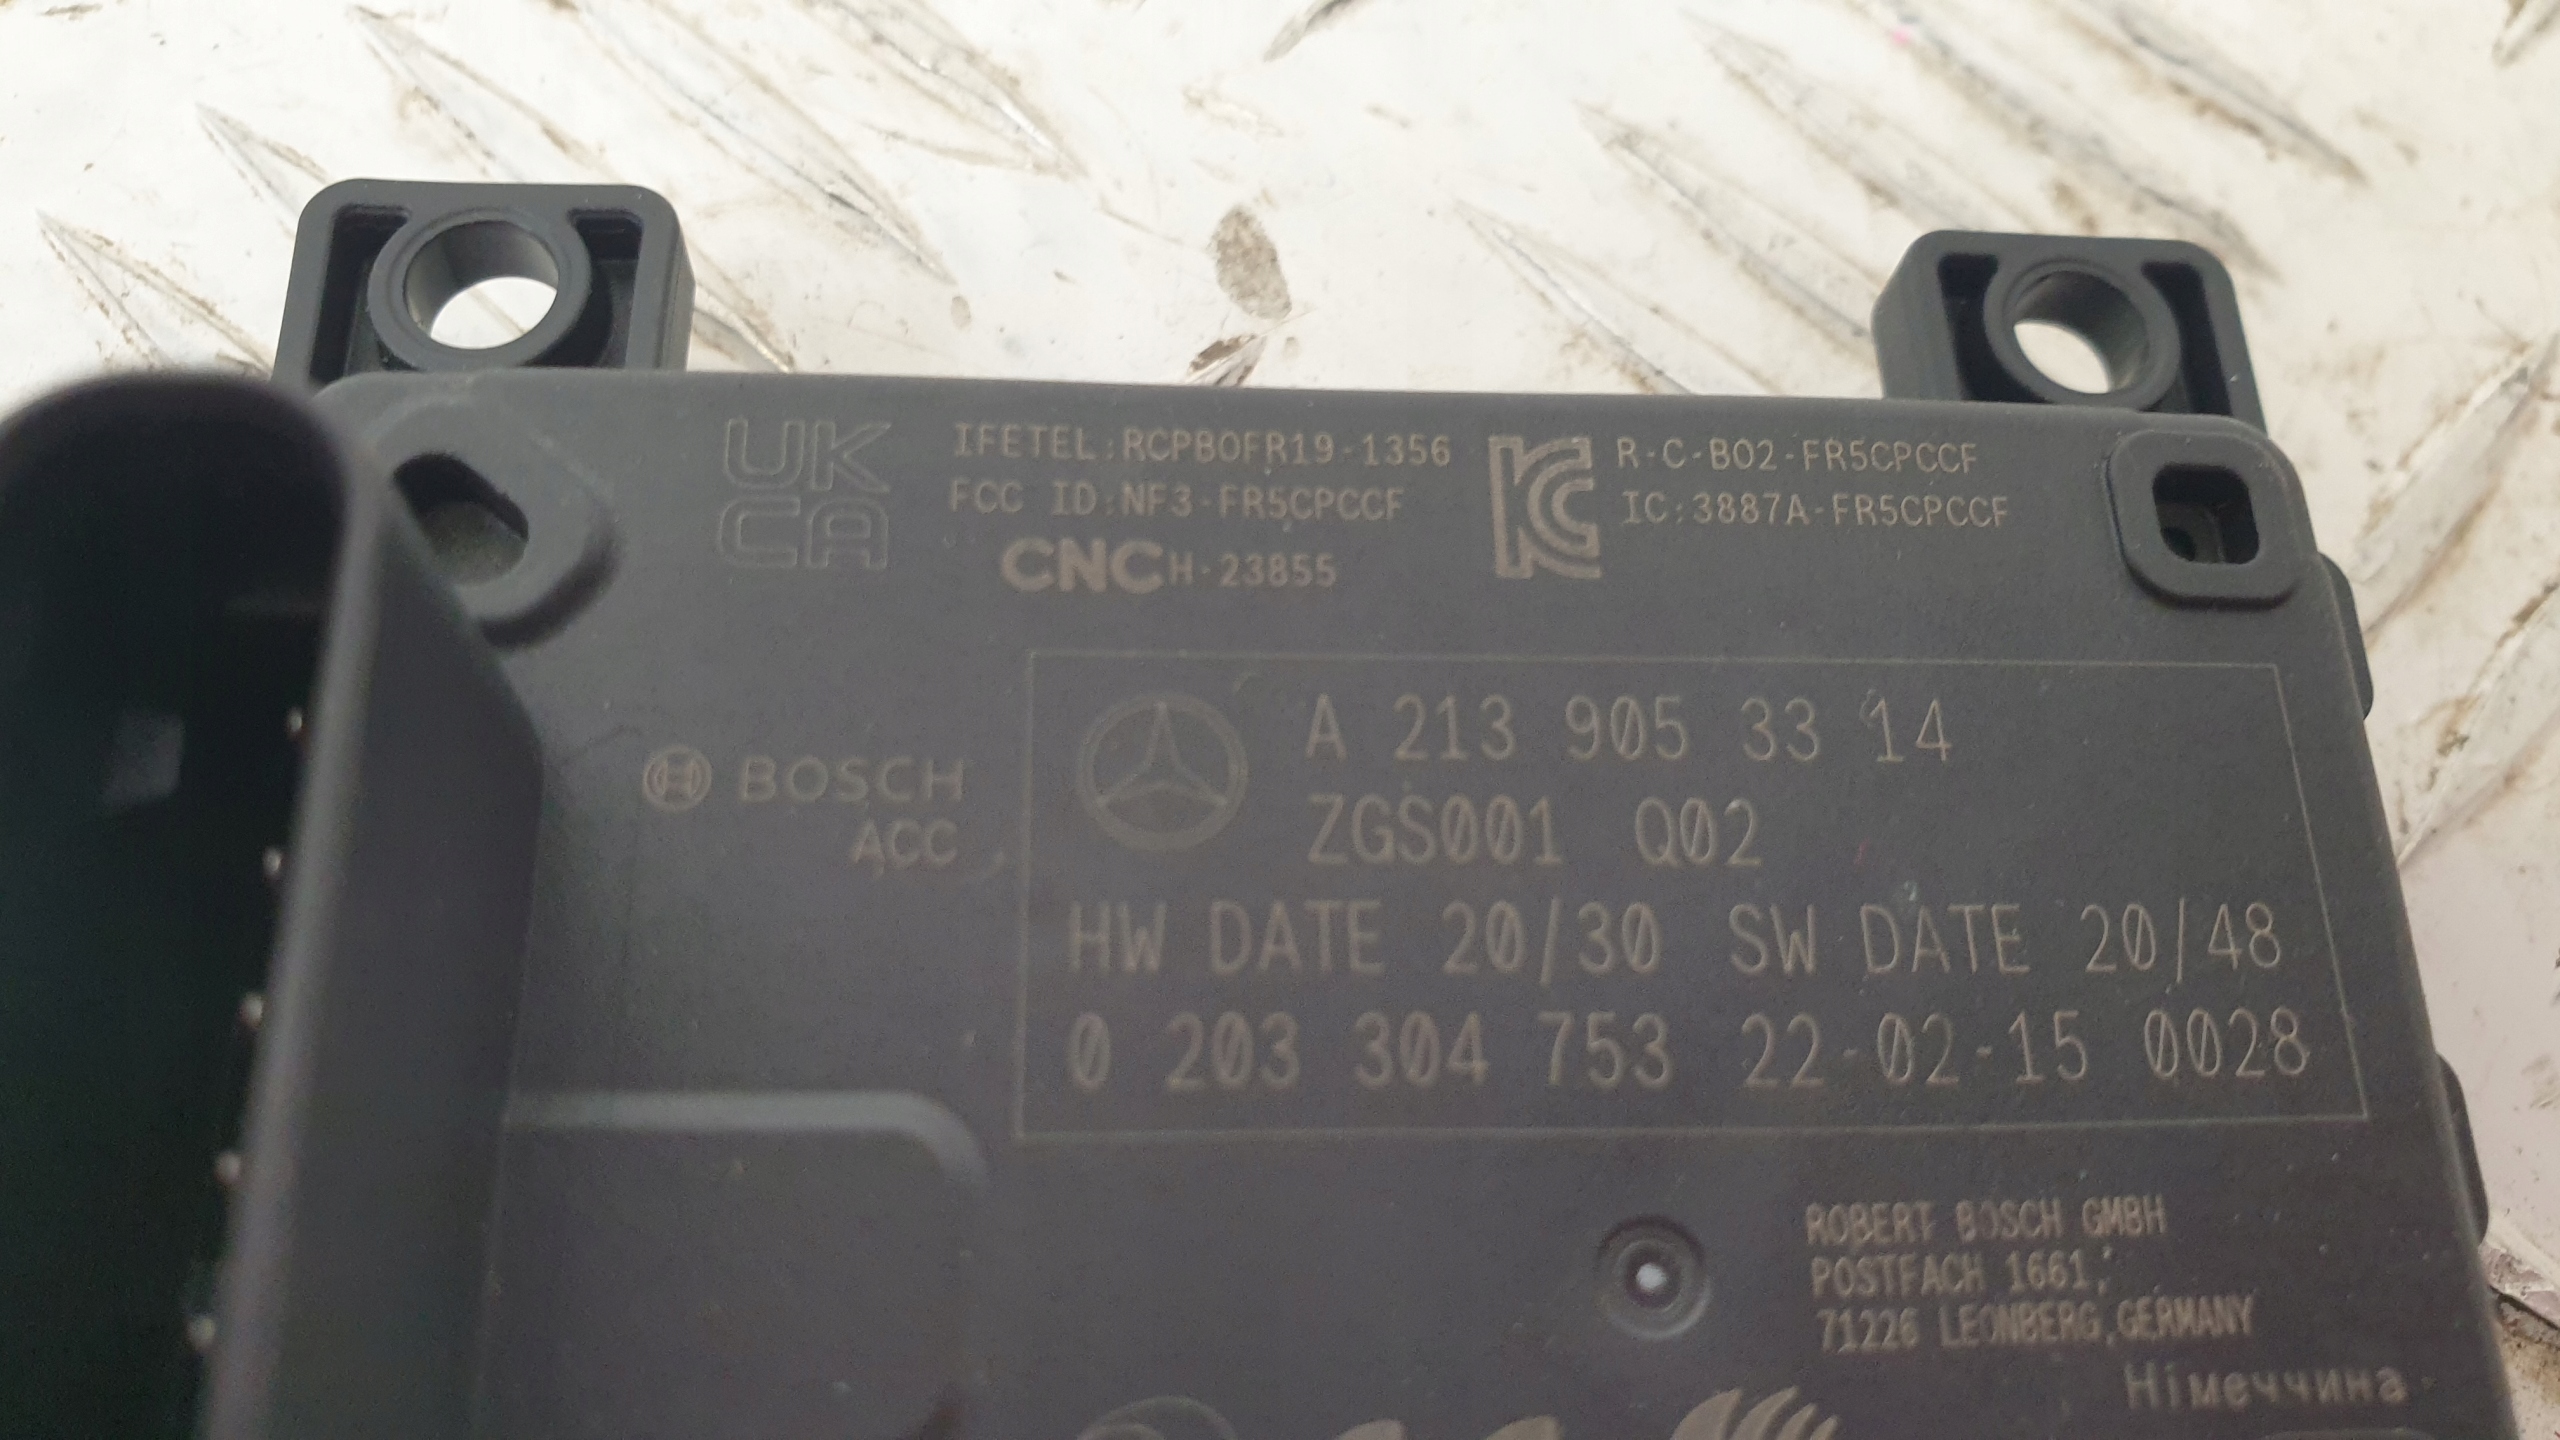 UK
CA
IFETEL:RCPBOFR19-1356
FCC ID:NF3-FR5CPCCF
CNC H-23855
R-C-B02-FR5CPCCF
IC:3887A-FR5CPCCF
BOSCH
ACC
A 213 905 33 14
ZGS001 Q02
HW DATE 20/30 SW DATE 20/48
0 203 304 753 22-02-15 0028
ROBERT BOSCH GMBH
POSTFACH 1661,
71226 LEONBERG,GERMANY
Німеччина